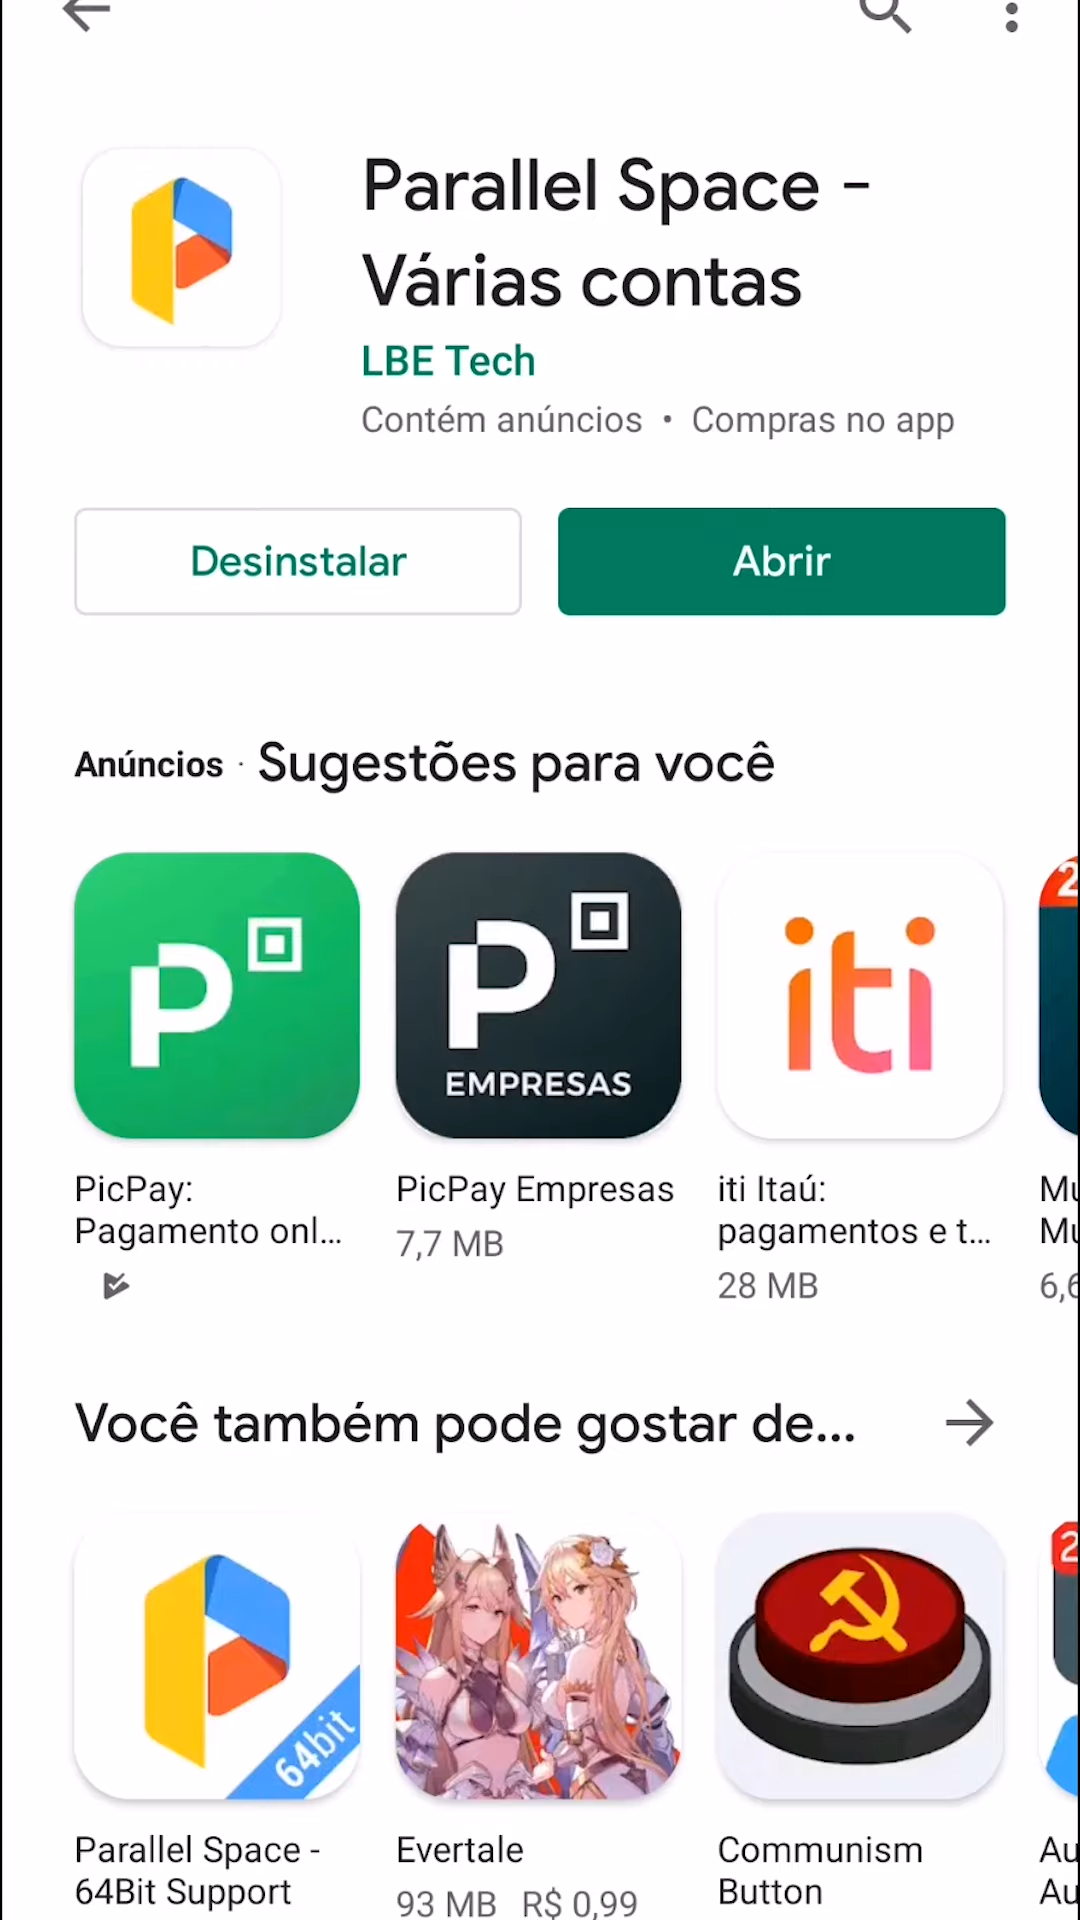 Parallel Space -
Várias contas
LBE Tech
Contém anúncios • Compras no app
Desinstalar
Abrir
Anúncios · Sugestões para você
EMPRESAS
iti
2
PicPay:
Pagamento onl...
PicPay Empresas
7,7 MB
iti Itaú:
pagamentos e t...
28 MB
Você também pode gostar de...
64bit
2
Parallel Space -
64Bit Support
Evertale
93 MB R$ 0,99
Communism
Button